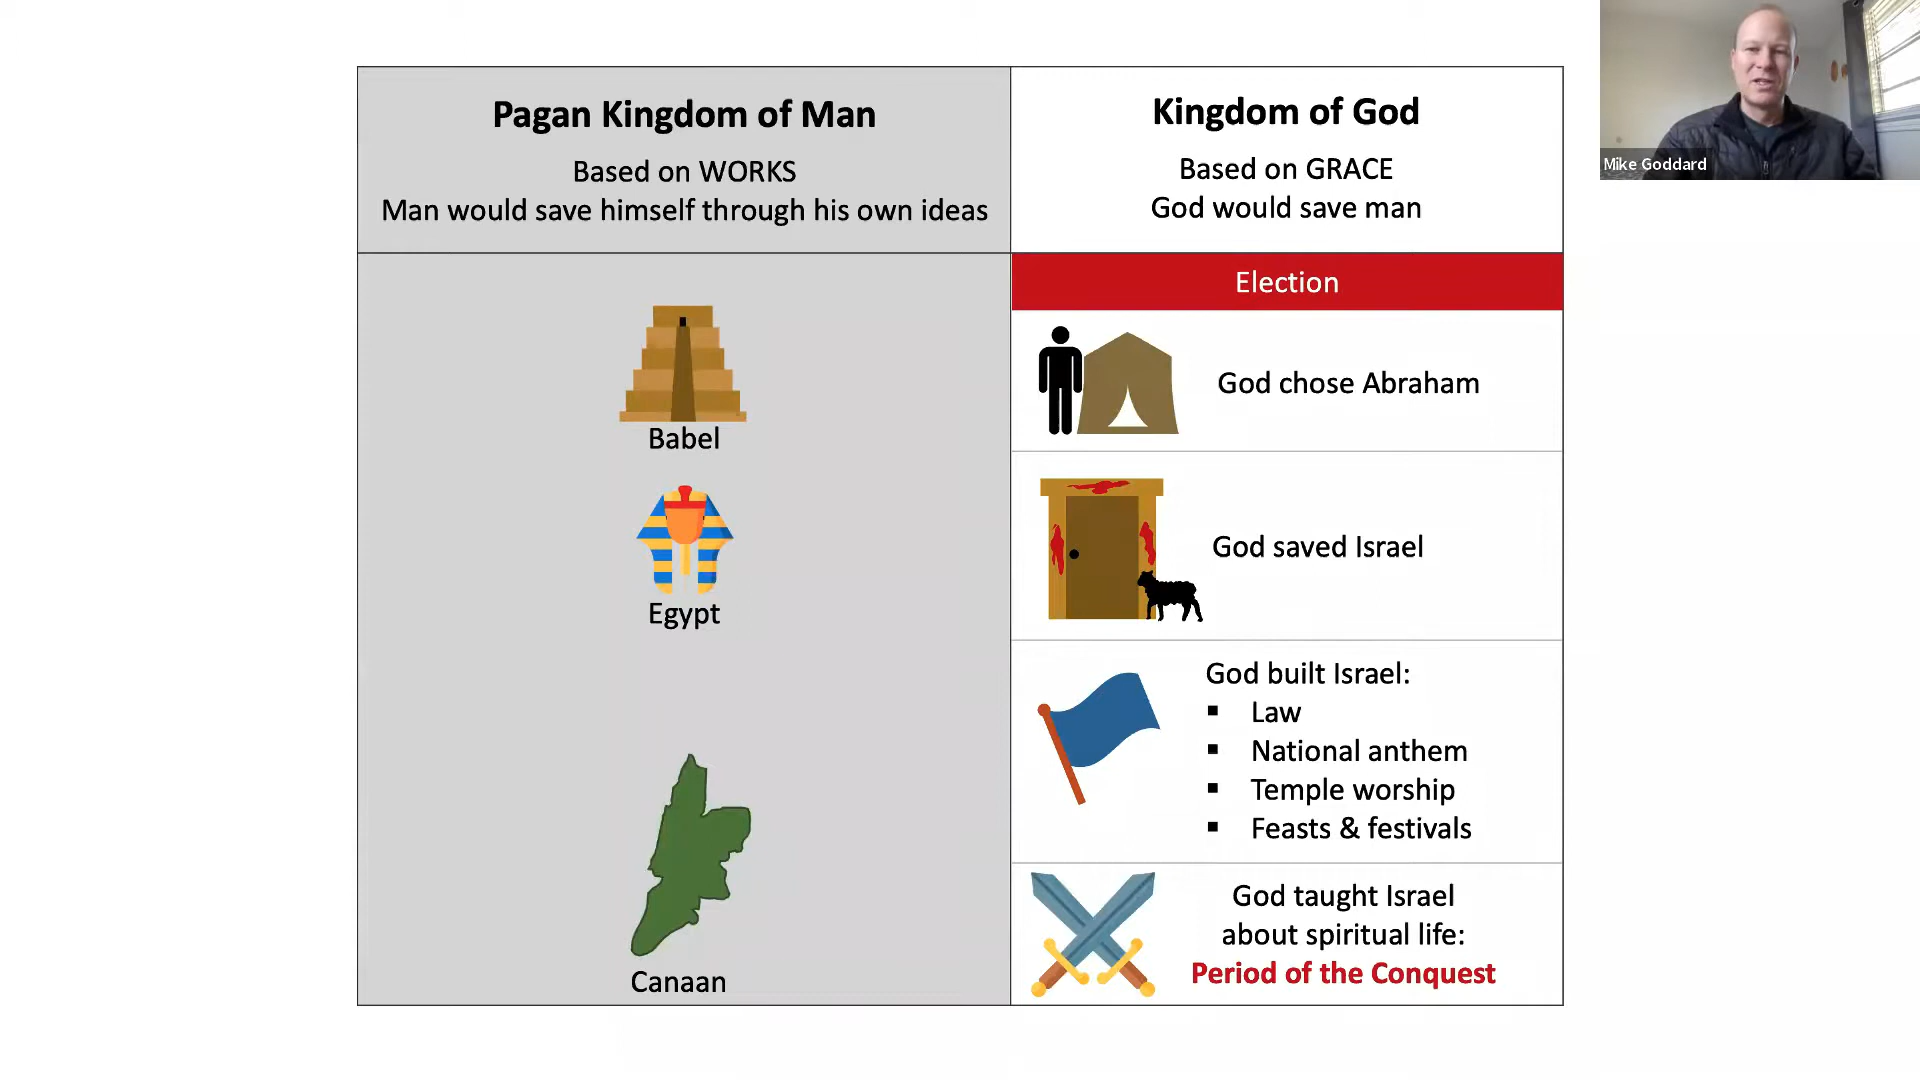 Pagan Kingdom of Man
Based on WORKS
Man would save himself through his own ideas
Babel
Egypt
Canaan
Kingdom of God
Based on GRACE
God would save man
Election
God chose Abraham
God saved Israel
God built Israel:
▪ Law
▪ National anthem
▪ Temple worship
▪ Feasts & festivals
God taught Israel
about spiritual life:
Period of the Conquest
Mike Goddard